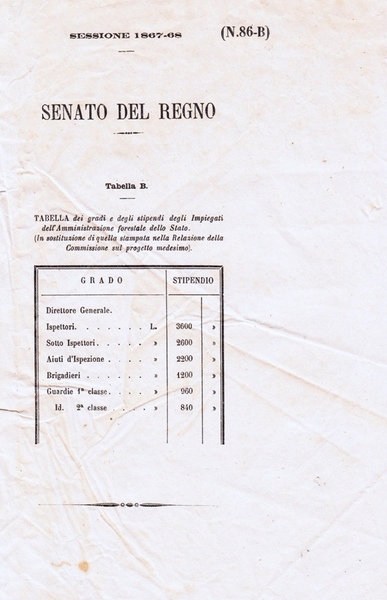 SESSIONE 1867-68 (N.86-B)
SENATO DEL REGNO
Tabella B.
TABELLA dei gradi e degli stipendi degli Impiegati
dell'Amministrazione forestale dello Stato.
(In sostituzione di quella stampata nella Relazione della
Commissione sul progetto medesimo).
GRADO STIPENDIO
Direttore Generale.
Ispettori. . . . . . . . L. 3600 »
Sotto Ispettori. . . . . » 2600 »
Aiuti d'Ispezione . . . . » 2200 »
Brigadieri . . . . . . . » 1200 »
Guardie 1ª classe. . . . » 960 »
Id. 2ª classe . . . . » 840 »